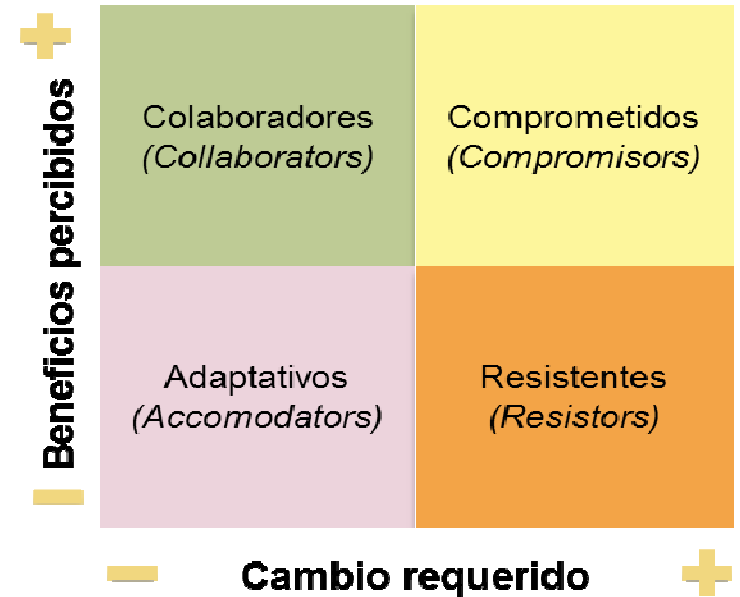 Beneficios percibidos
Colaboradores
(Collaborators)
Comprometidos
(Compromisors)
Adaptativos
(Accomodators)
Resistentes
(Resistors)
Cambio requerido